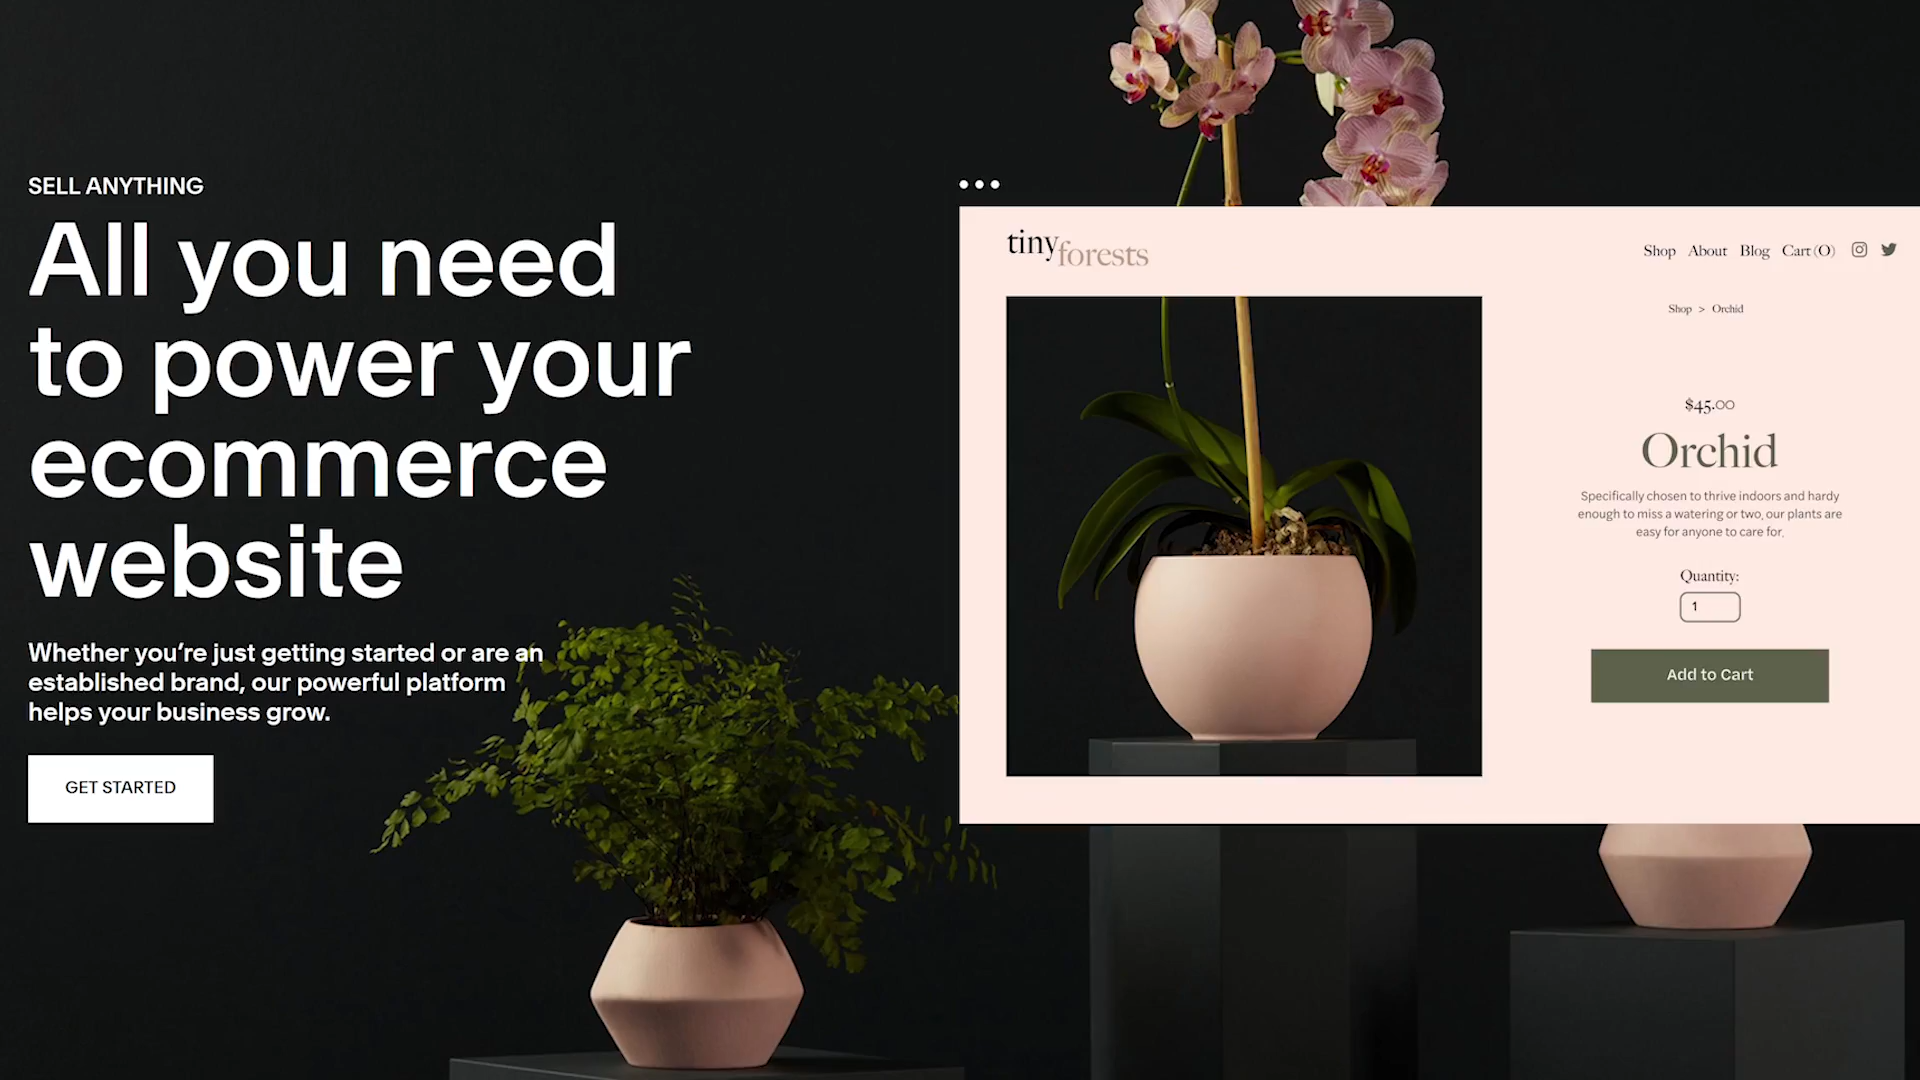 SELL ANYTHING
All you need
to power your
ecommerce
website
Whether you’re just getting started or are an
established brand, our powerful platform
helps your business grow.
GET STARTED
tinyforests
Shop About Blog Cart (0)
Shop > Orchid
$45.00
Orchid
Specifically chosen to thrive indoors and hardy
enough to miss a watering or two, our plants are
easy for anyone to care for.
Quantity:
1
Add to Cart